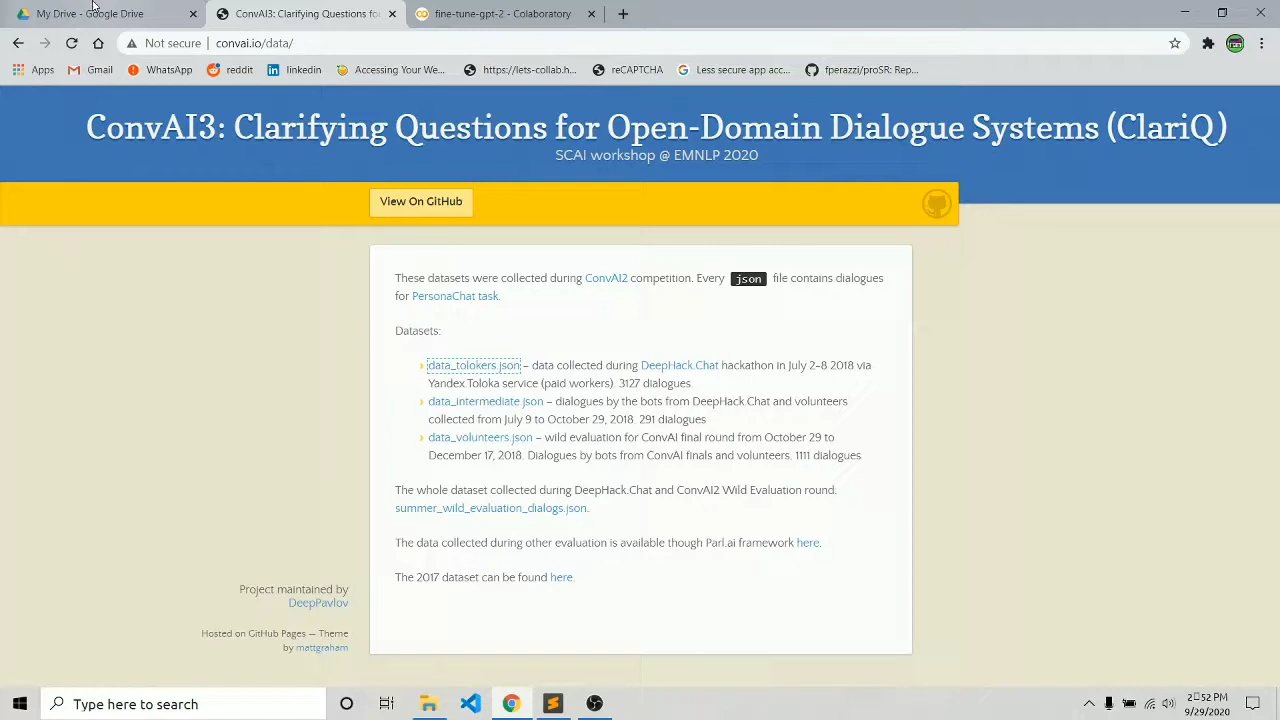 My Drive - Google Drive
ConvAI3: Clarifying Questions fo
fine-tune-gpt-2 - Colaboratory
Not secure
convai.io/data/
Apps
Gmail
WhatsApp
reddit
linkedin
Accessing Your We...
https://lets-collab.h...
reCAPTCHA
Less secure app acc...
fperazzi/proSR: Rep...
ConvAI3: Clarifying Questions for Open-Domain Dialogue Systems (ClariQ)
SCAI workshop @ EMNLP 2020
View On GitHub
These datasets were collected during ConvAI2 competition. Every json file contains dialogues
for PersonaChat task.
Datasets:
data_tolokers.json – data collected during DeepHack.Chat hackathon in July 2-8 2018 via
Yandex.Toloka service (paid workers). 3127 dialogues.
data_intermediate.json – dialogues by the bots from DeepHack.Chat and volunteers
collected from July 9 to October 29, 2018. 291 dialogues
data_volunteers.json – wild evaluation for ConvAI final round from October 29 to
December 17, 2018. Dialogues by bots from ConvAI finals and volunteers. 1111 dialogues
The whole dataset collected during DeepHack.Chat and ConvAI2 Wild Evaluation round:
summer_wild_evaluation_dialogs.json.
The data collected during other evaluation is available though Parl.ai framework here.
The 2017 dataset can be found here.
Project maintained by
DeepPavlov
Hosted on GitHub Pages — Theme
by mattgraham
Type here to search
2:52 PM
9/29/2020